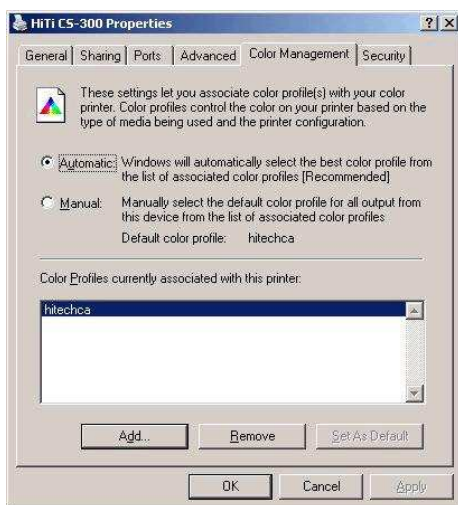 HiTi CS-300 Properties
General Sharing Ports Advanced Color Management Security
These settings let you associate color profile(s) with your color
printer. Color profiles control the color on your printer based on the
type of media being used and the printer configuration.
Automatic: Windows will automatically select the best color profile from
the list of associated color profiles [Recommended]
Manual: Manually select the default color profile for all output from
this device from the list of associated color profiles
Default color profile: hitechca
Color Profiles currently associated with this printer:
hitechca
Add... Remove Set As Default
OK Cancel Apply